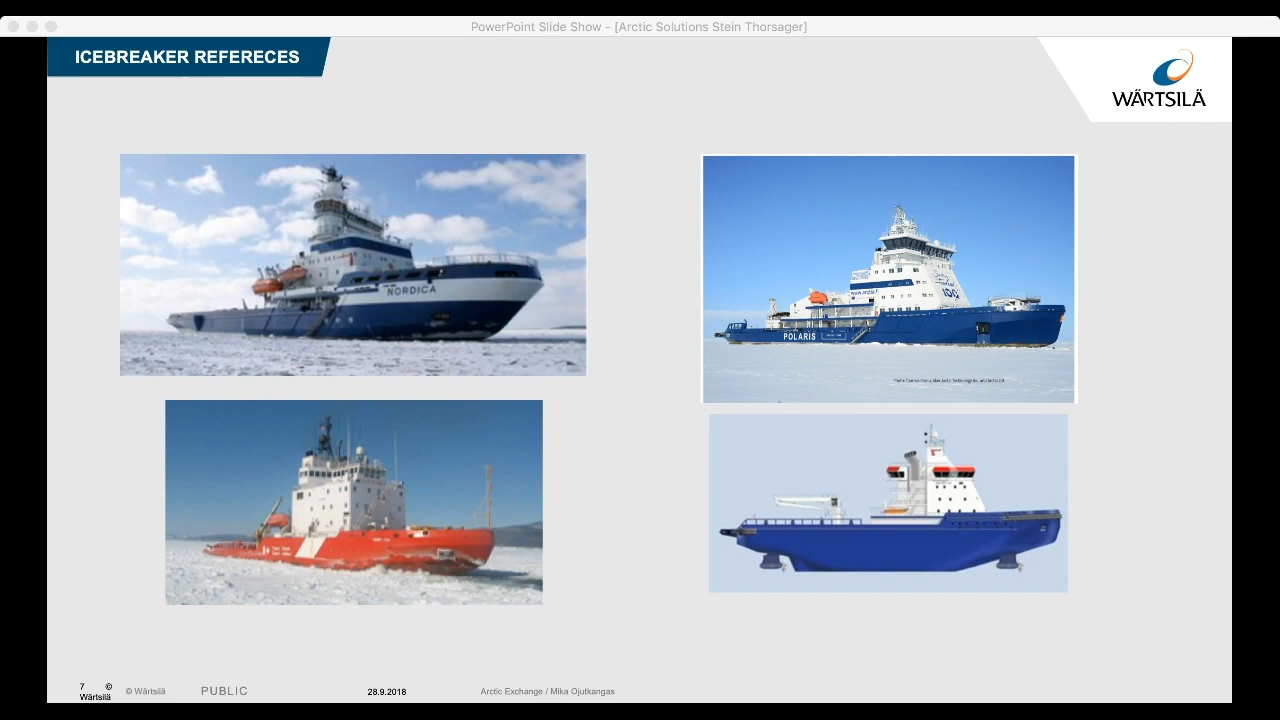 PowerPoint Slide Show - [Arctic Solutions Stein Thorsager]
ICEBREAKER REFERECES
WÄRTSILÄ
NORDICA
100
POLARIS
7 ©
Wärtsilä
© Wärtsilä
PUBLIC
28.9.2018
Arctic Exchange / Mika Ojutkangas